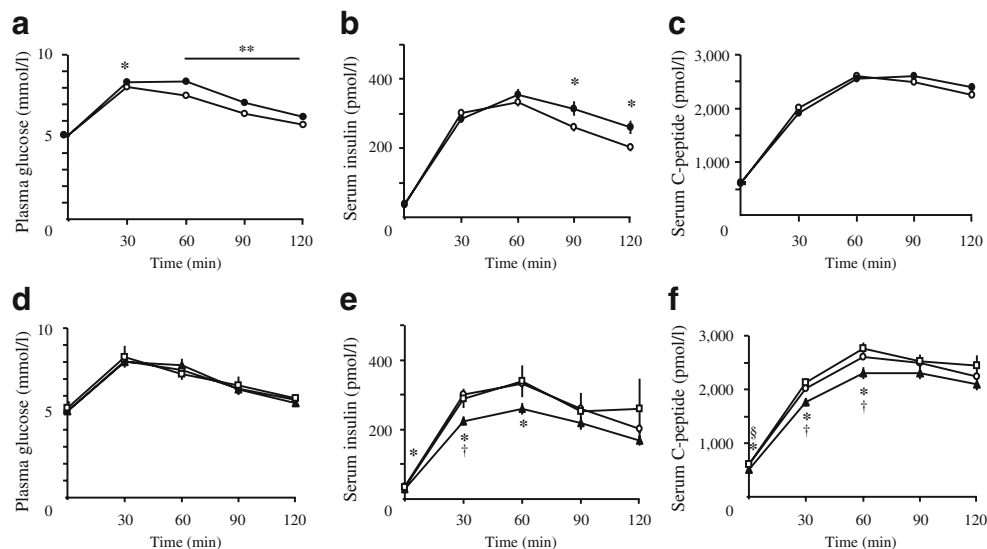 a
Plasma glucose (mmol/l)
10
5
0
*
**
30 60 90 120
Time (min)
b
Serum insulin (pmol/l)
400
200
0
*
*
30 60 90 120
Time (min)
c
Serum C-peptide (pmol/l)
3,000
2,000
1,000
0
30 60 90 120
Time (min)
d
Plasma glucose (mmol/l)
10
5
0
30 60 90 120
Time (min)
e
Serum insulin (pmol/l)
400
200
0
*
*
†
*
30 60 90 120
Time (min)
f
Serum C-peptide (pmol/l)
3,000
2,000
1,000
0
§
*
*
†
*
†
30 60 90 120
Time (min)